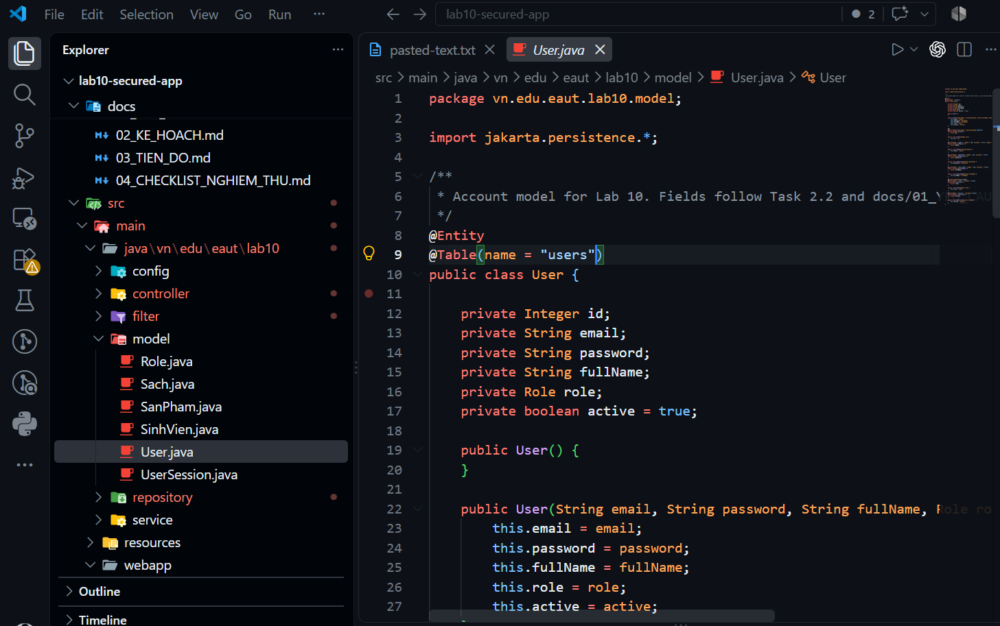 File Edit Selection View Go Run ···
lab10-secured-app
2
Explorer
lab10-secured-app
docs
02_KE_HOACH.md
03_TIEN_DO.md
04_CHECKLIST_NGHIEM_THU.md
src
main
java\vn\edu\eaut\lab10
config
controller
filter
model
Role.java
Sach.java
SanPham.java
SinhVien.java
User.java
UserSession.java
repository
service
resources
webapp
Outline
Timeline
pasted-text.txt
User.java
src > main > java > vn > edu > eaut > lab10 > model > User.java > User
1 package vn.edu.eaut.lab10.model;
2
3 import jakarta.persistence.*;
4
5 /**
6 * Account model for Lab 10. Fields follow Task 2.2 and docs/01_
7 */
8 @Entity
9 @Table(name = "users")
10 public class User {
11
12 private Integer id;
13 private String email;
14 private String password;
15 private String fullName;
16 private Role role;
17 private boolean active = true;
18
19 public User() {
20 }
21
22 public User(String email, String password, String fullName, Role ro
23 this.email = email;
24 this.password = password;
25 this.fullName = fullName;
26 this.role = role;
27 this.active = active;